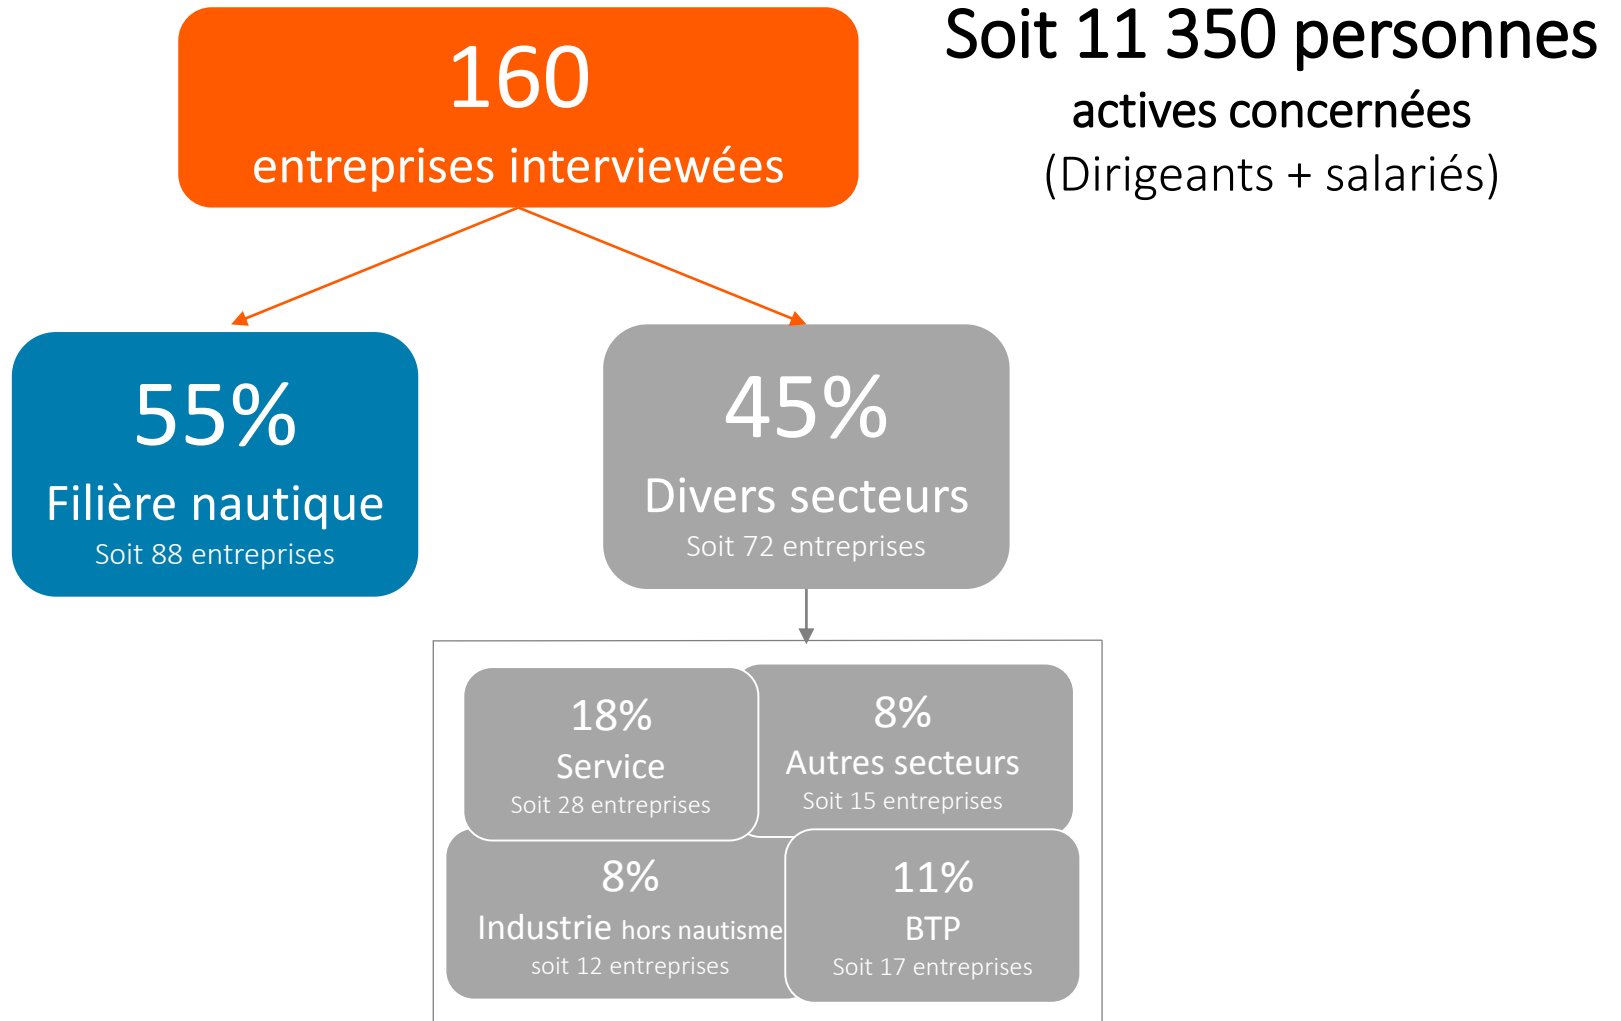 160
entreprises interviewées
Soit 11 350 personnes
actives concernées
(Dirigeants + salariés)
55%
Filière nautique
Soit 88 entreprises
45%
Divers secteurs
Soit 72 entreprises
18%
Service
Soit 28 entreprises
8%
Autres secteurs
Soit 15 entreprises
8%
Industrie hors nautisme
soit 12 entreprises
11%
BTP
Soit 17 entreprises